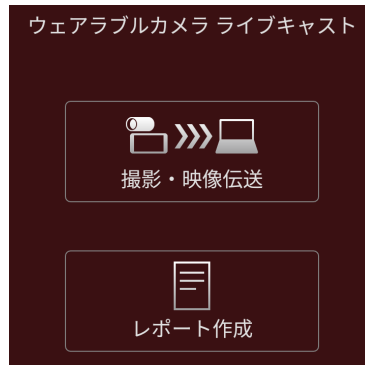 ウェアラブルカメラ ライブキャスト
撮影・映像伝送
レポート作成